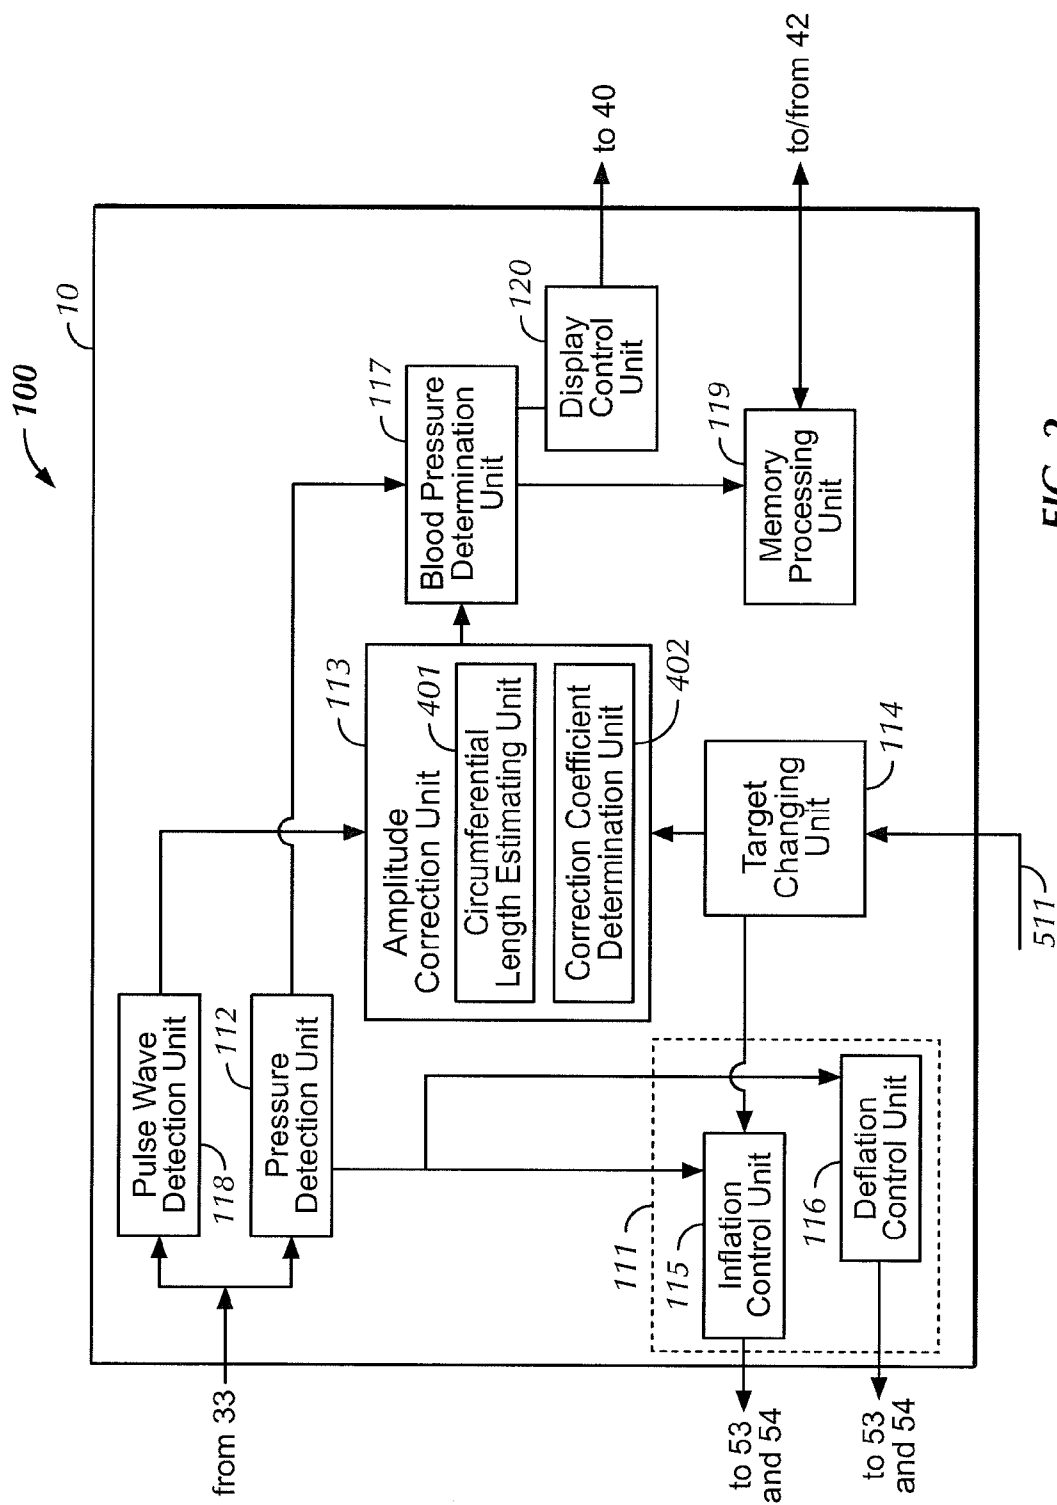 100
10
from 33
Pulse Wave
Detection Unit
118
Pressure
Detection Unit
112
113
Amplitude
Correction Unit
401
Circumferential
Length Estimating Unit
Correction Coefficient
Determination Unit
402
117
Blood Pressure
Determination
Unit
120
Display
Control
Unit
to 40
119
Memory
Processing
Unit
to/from 42
Target
Changing
Unit
114
511
111
115
Inflation
Control Unit
116
Deflation
Control Unit
to 53
and 54
to 53
and 54
FIG.